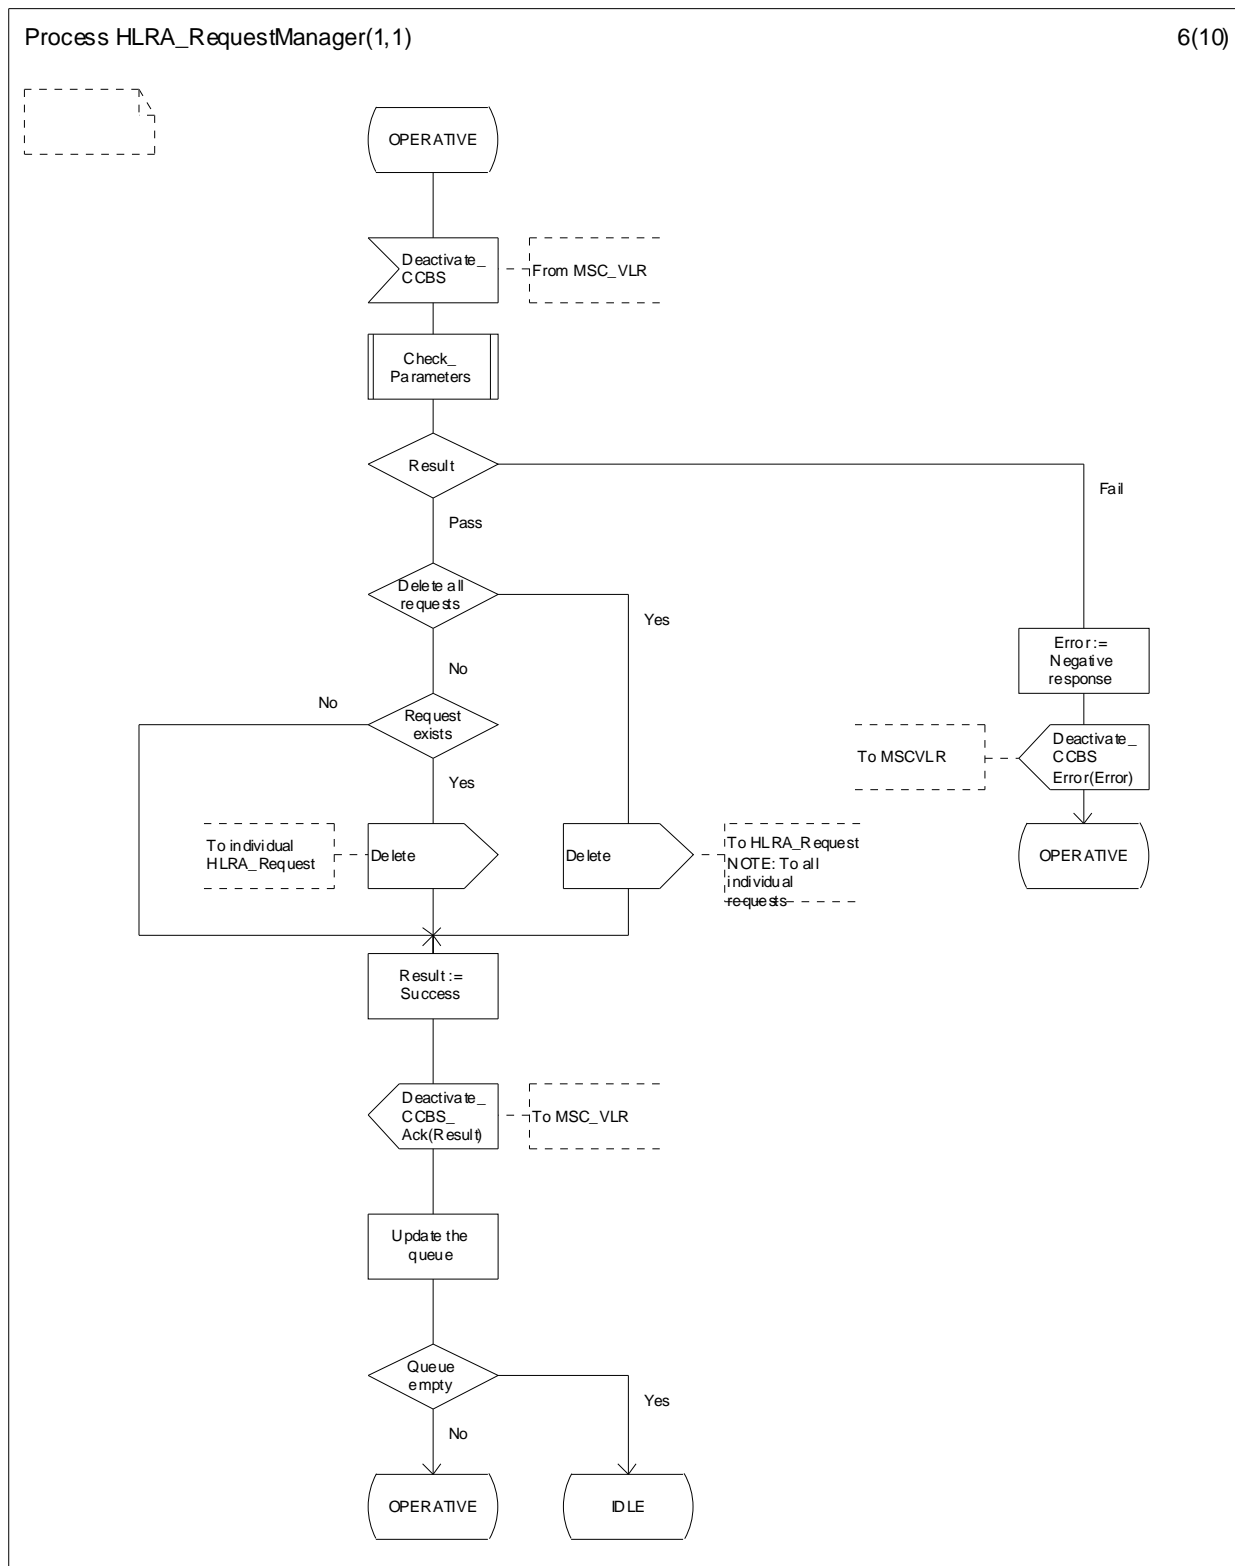 Process HLRA_RequestManager(1,1)
6(10)
OPERATIVE
Deactivate_
CCBS
From MSC_VLR
Check_
Parameters
Result
Fail
Pass
Delete all
requests
Yes
No
Error :=
Negative
response
No
Request
exists
Yes
To MSCVLR
Deactivate_
CCBS
Error(Error)
To individual
HLRA_Request
Delete
Delete
To HLRA_Request
NOTE: To all
individual
requests
OPERATIVE
Result :=
Success
Deactivate_
CCBS_
Ack(Result)
To MSC_VLR
Update the
queue
Queue
empty
Yes
No
OPERATIVE
IDLE